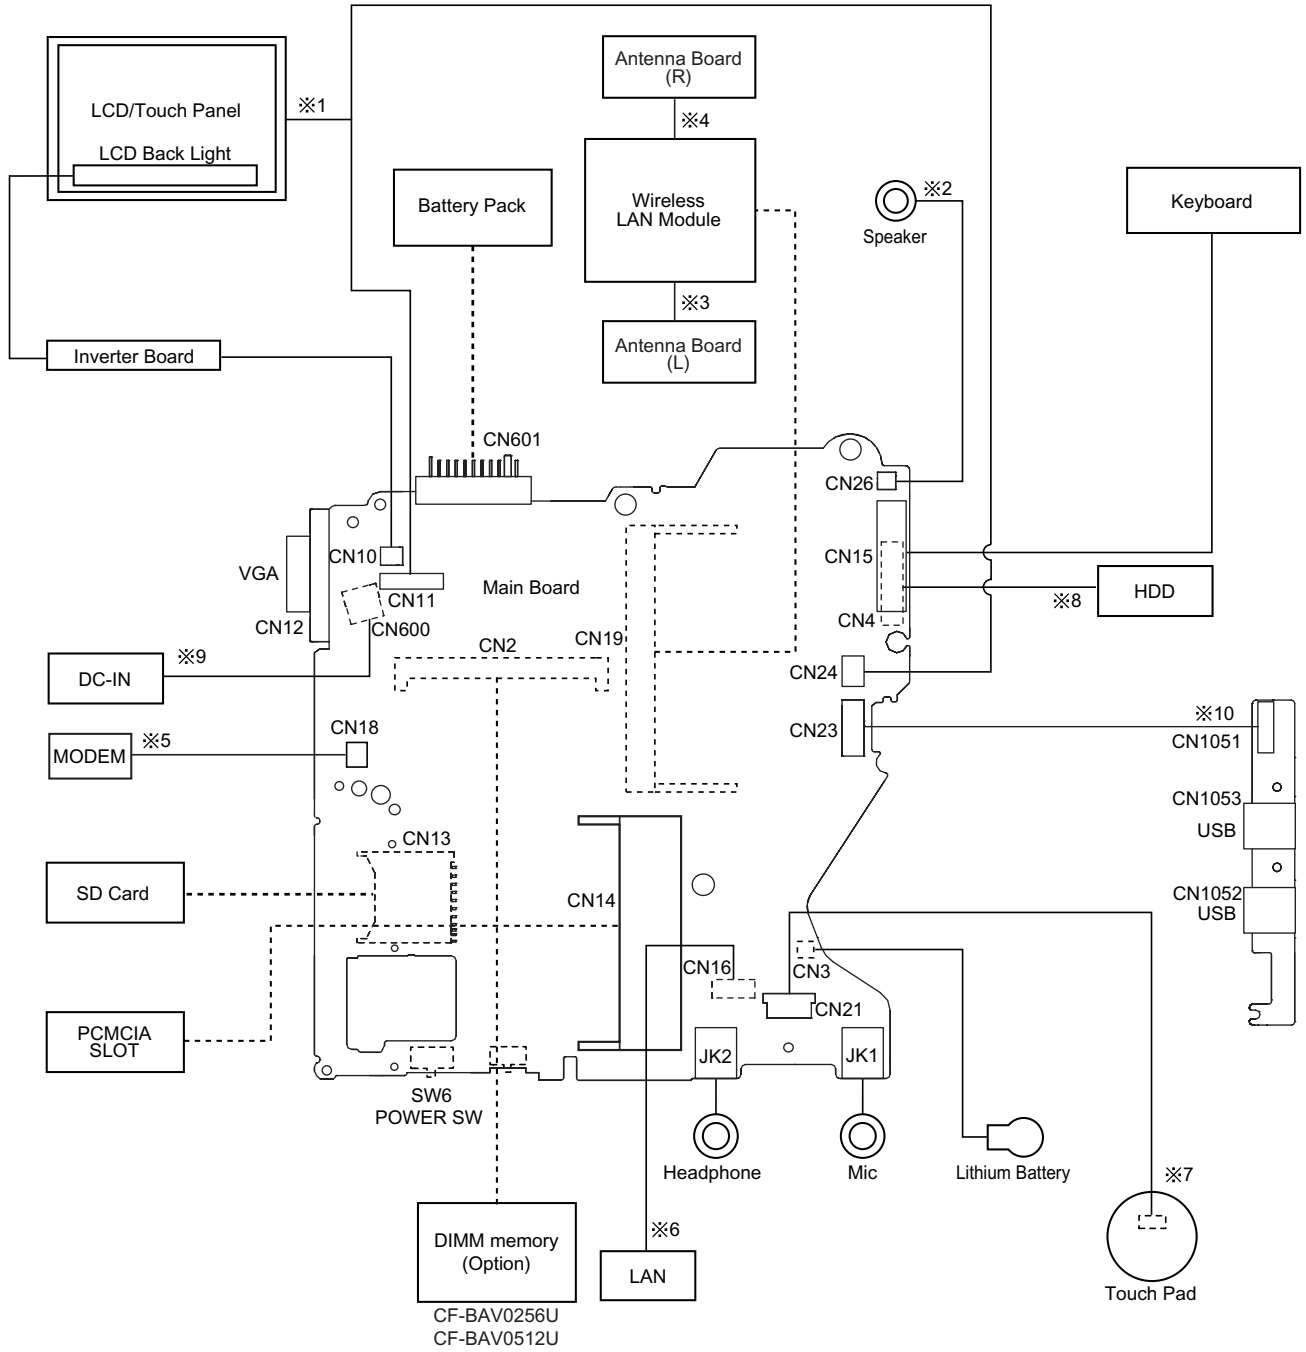 Antenna Board
(R)
※1
LCD/Touch Panel
※4
LCD Back Light
Battery Pack
Wireless
LAN Module
※2
Speaker
Keyboard
※3
Inverter Board
Antenna Board
(L)
CN601
CN26
CN10
CN15
VGA
Main Board
CN11
HDD
※8
CN12
CN600
CN19
CN4
※9
CN2
DC-IN
CN24
CN18
※5
MODEM
CN23
※10
CN1051
CN1053
USB
CN13
SD Card
CN14
CN1052
USB
CN16
CN3
CN21
PCMCIA
SLOT
JK2
JK1
SW6
POWER SW
Headphone
Mic
Lithium Battery
※7
※6
DIMM memory
(Option)
LAN
Touch Pad
CF-BAV0256U
CF-BAV0512U